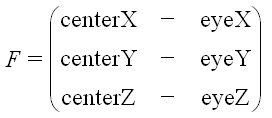 centerX − eyeX
F = centerY − eyeY
centerZ − eyeZ